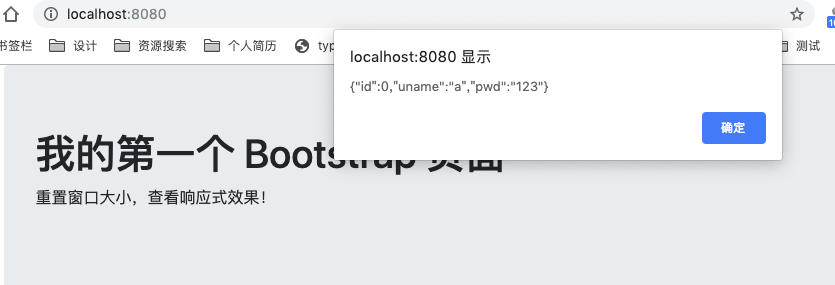 localhost:8080
书签栏 设计 资源搜索 个人简历 typ 测试
localhost:8080 显示
{"id":0,"uname":"a","pwd":"123"}
确定
我的第一个 Bootstrap 页面
重置窗口大小，查看响应式效果！